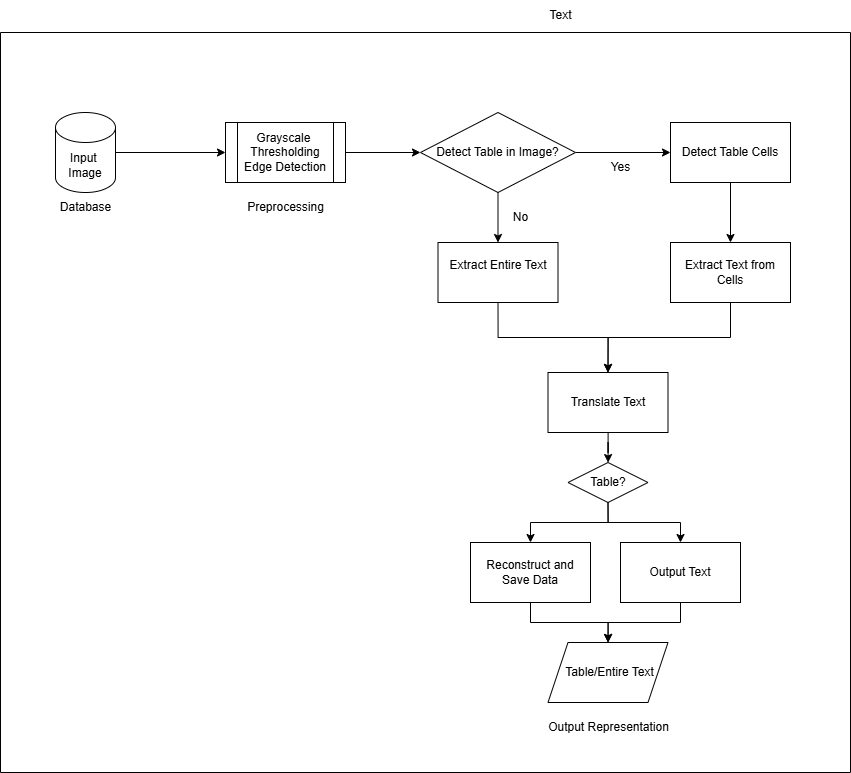 Text
Input
Image
Database
Grayscale
Thresholding
Edge Detection
Preprocessing
Detect Table in Image?
Yes
No
Detect Table Cells
Extract Entire Text
Extract Text from
Cells
Translate Text
Table?
Reconstruct and
Save Data
Output Text
Table/Entire Text
Output Representation